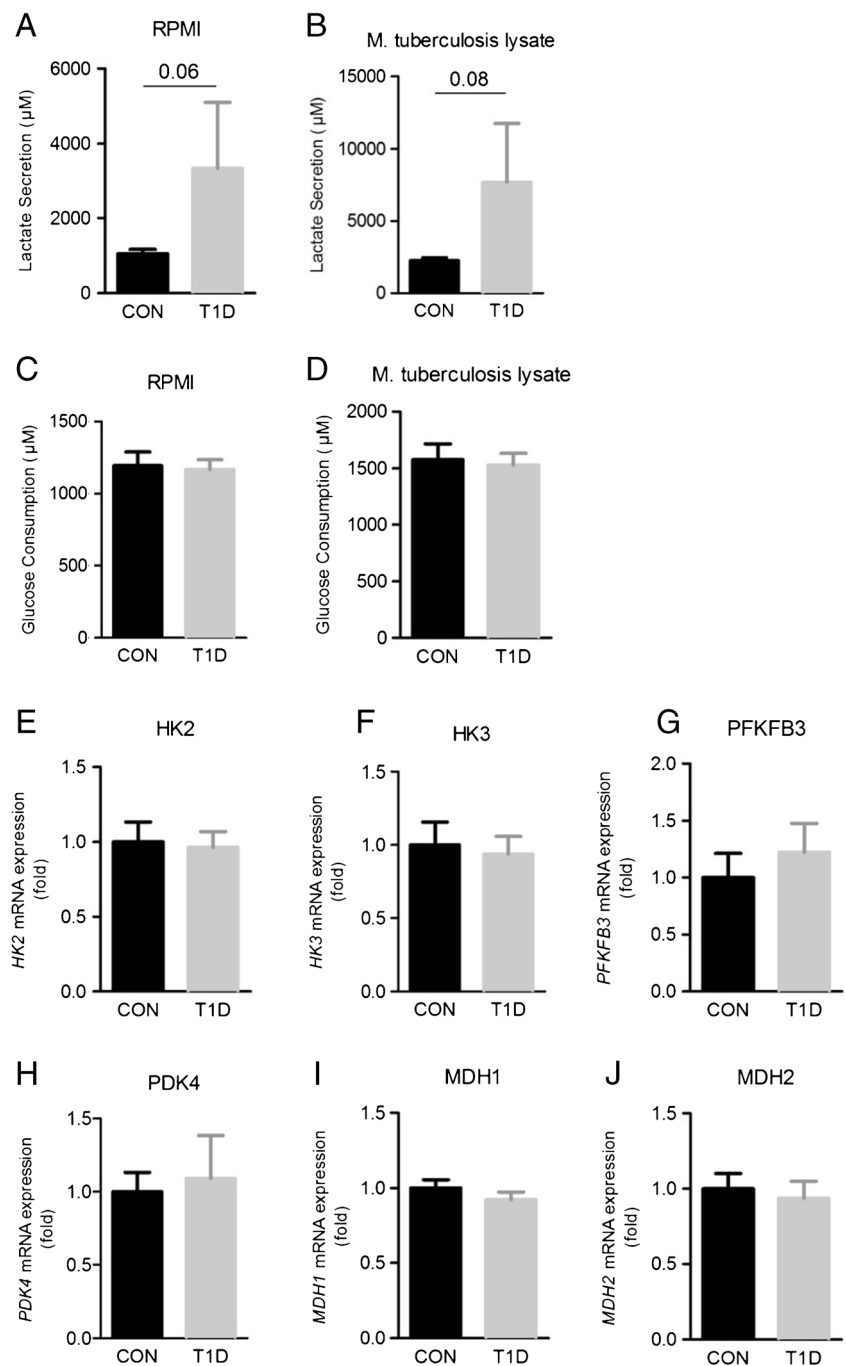 A
RPMI
Lactate Secretion ( µM)
6000
4000
2000
0
0.06
CON
T1D
B
M. tuberculosis lysate
Lactate Secretion ( µM)
15000
10000
5000
0
0.08
CON
T1D
C
RPMI
Glucose Consumption ( µM)
1500
1000
500
0
CON
T1D
D
M. tuberculosis lysate
Glucose Consumption ( µM)
2000
1500
1000
500
0
CON
T1D
E
HK2
HK2 mRNA expression
(fold)
1.5
1.0
0.5
0.0
CON
T1D
F
HK3
HK3 mRNA expression
(fold)
1.5
1.0
0.5
0.0
CON
T1D
G
PFKFB3
PFKFB3 mRNA expression
(fold)
2.0
1.5
1.0
0.5
0.0
CON
T1D
H
PDK4
PDK4 mRNA expression
(fold)
1.5
1.0
0.5
0.0
CON
T1D
I
MDH1
MDH1 mRNA expression
(fold)
1.5
1.0
0.5
0.0
CON
T1D
J
MDH2
MDH2 mRNA expression
(fold)
1.5
1.0
0.5
0.0
CON
T1D